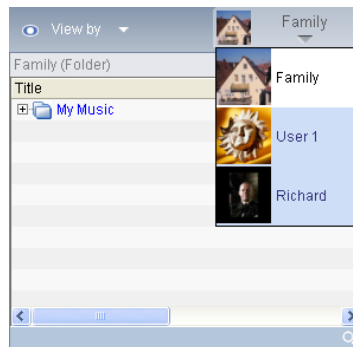 View by
Family
Family (Folder)
Title
My Music
Family
User 1
Richard